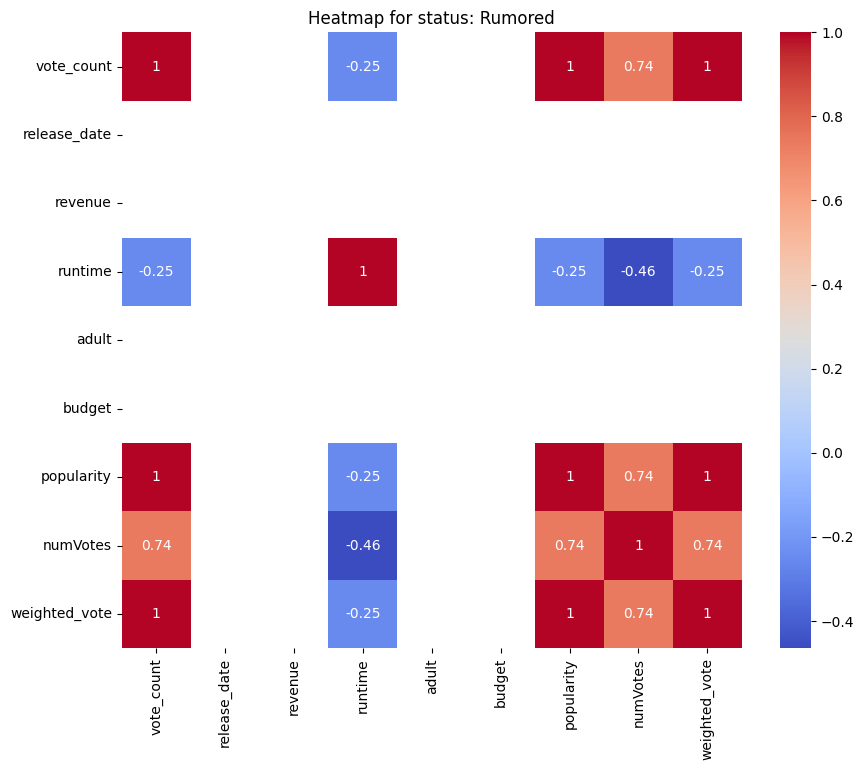 Heatmap for status: Rumored
vote_count
1
-0.25
1
0.74
1
release_date
revenue
runtime
-0.25
1
-0.25
-0.46
-0.25
adult
budget
popularity
1
-0.25
1
0.74
1
numVotes
0.74
-0.46
0.74
1
0.74
weighted_vote
1
-0.25
1
0.74
1
vote_count
release_date
revenue
runtime
adult
budget
popularity
numVotes
weighted_vote
1.0
0.8
0.6
0.4
0.2
0.0
−0.2
−0.4